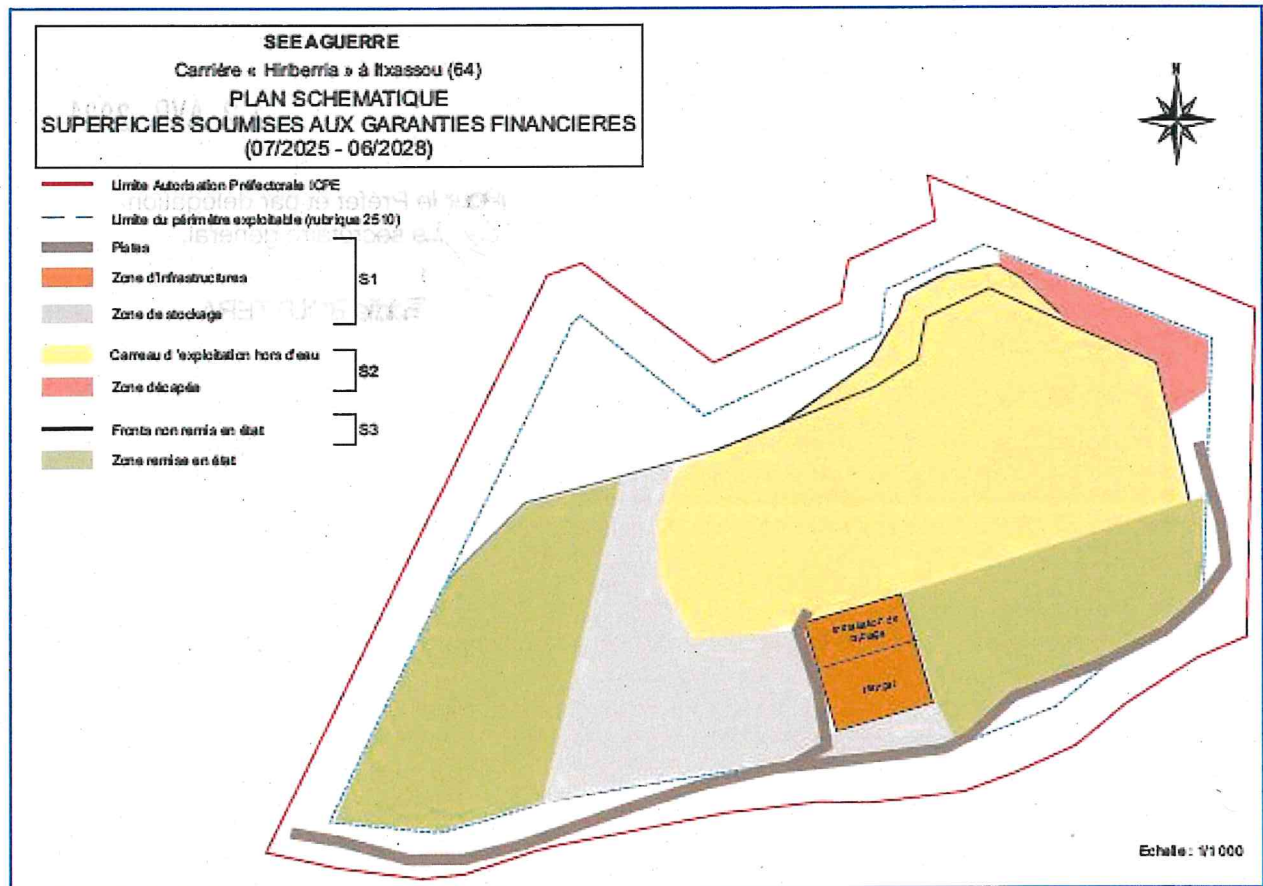 SEE AGUERRE
Carrière « Hiriberria » à Itxassou (64)
PLAN SCHEMATIQUE
SUPERFICIES SOUMISES AUX GARANTIES FINANCIERES
(07/2025 - 06/2028)
N
Limite Autorisation Préfectorale ICPE
Limite du périmètre exploitable (rubrique 2510)
Pistes
Zone d'Infrastructures
S1
Zone de stockage
Carreau d'exploitation hors d'eau
S2
Zone décapée
Fronts non remis en état
S3
Zone remise en état
Pour le Préfet et par délégation,
Le secrétaire général,
Installation de
Echelle : 1/1000